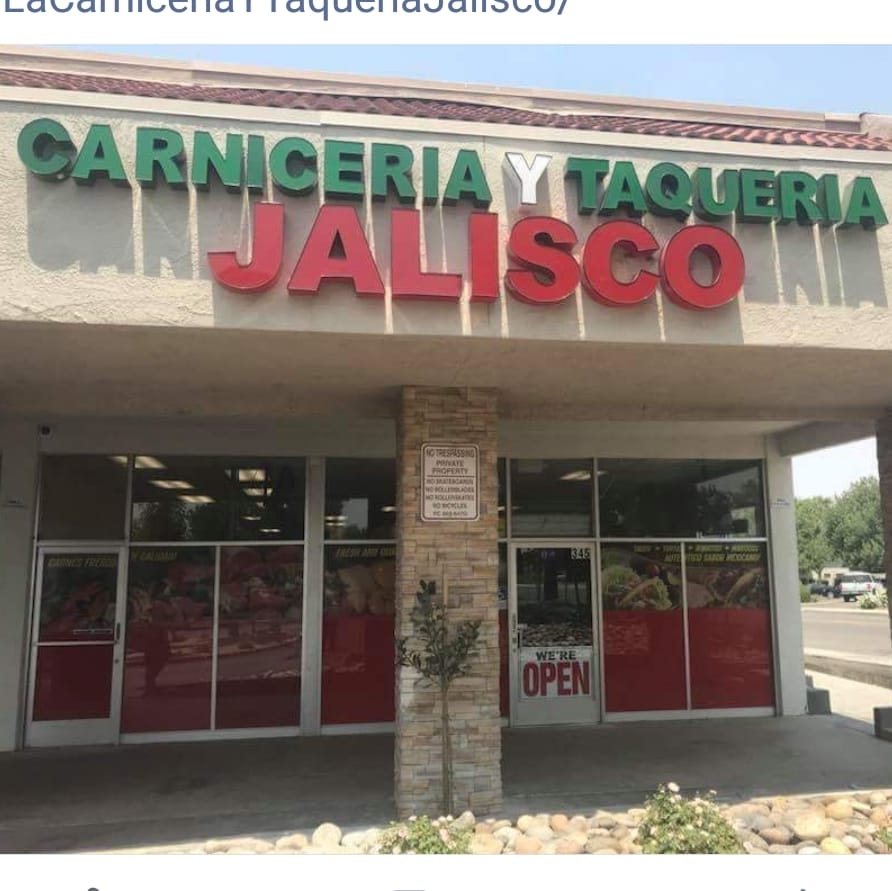 LaCarniceriaYTaqueriaJalisco/
CARNICERIA Y TAQUERIA
JALISCO
NO TRESPASSING
PRIVATE
PROPERTY
NO SKATEBOARDS
NO ROLLERBLADES
NO ROLLERSKATES
NO BICYCLES
345
CARNES FRESCAS Y CALIDAD
FRESH AND
AUTENTICO SABOR MEXICANO
WE'RE
OPEN